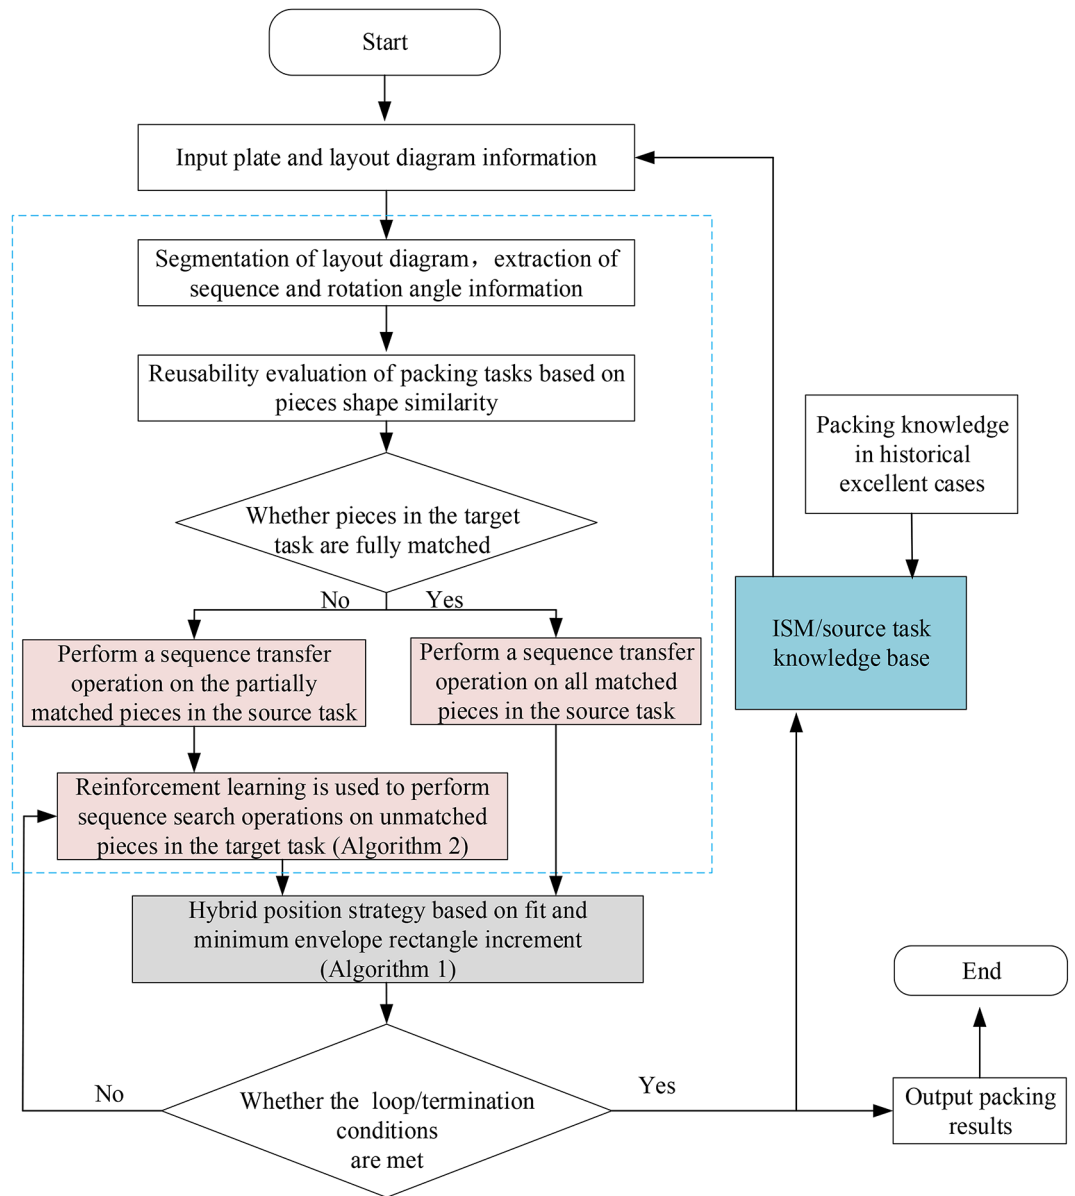 Start
Input plate and layout diagram information
Segmentation of layout diagram，extraction of
sequence and rotation angle information
Reusability evaluation of packing tasks based on
pieces shape similarity
Packing knowledge
in historical
excellent cases
Whether pieces in the target
task are fully matched
No
Yes
ISM/source task
knowledge base
Perform a sequence transfer
operation on the partially
matched pieces in the source task
Perform a sequence transfer
operation on all matched
pieces in the source task
Reinforcement learning is used to perform
sequence search operations on unmatched
pieces in the target task (Algorithm 2)
Hybrid position strategy based on fit and
minimum envelope rectangle increment
(Algorithm 1)
End
No
Yes
Whether the loop/termination
conditions
are met
Output packing
results